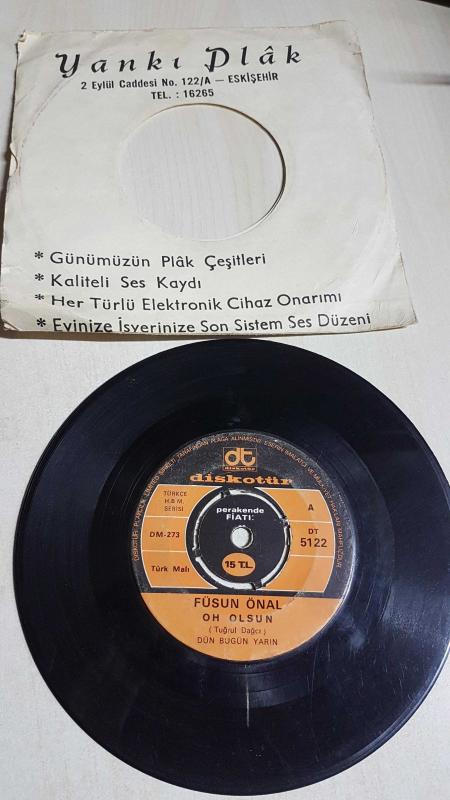 Yankı Plâk
2 Eylül Caddesi No. 122/A — ESKİŞEHİR
TEL. : 16265
* Günümüzün Plâk Çeşitleri
* Kaliteli Ses Kaydı
* Her Türlü Elektronik Cihaz Onarımı
* Evinize İşyerinize Son Sistem Ses Düzeni
dt
diskotür
diskotür
TÜRKÇE
H.B.M.
SERİSİ
perakende
FİATI:
A
DM-273
DT
5122
Türk Malı
15 T.L.
FÜSUN ÖNAL
OH OLSUN
( Tuğrul Dağcı )
DÜN BUGÜN YARIN